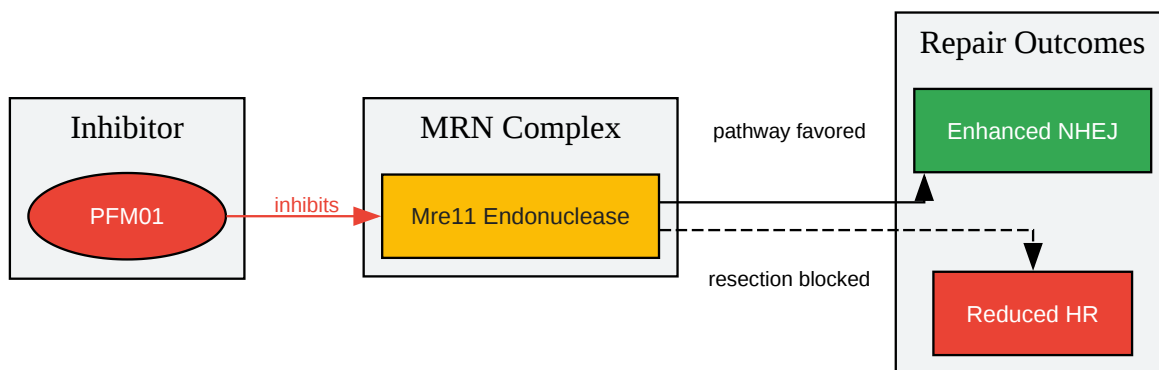 Inhibitor
PFM01
inhibits
MRN Complex
Mre11 Endonuclease
pathway favored
resection blocked
Repair Outcomes
Enhanced NHEJ
Reduced HR